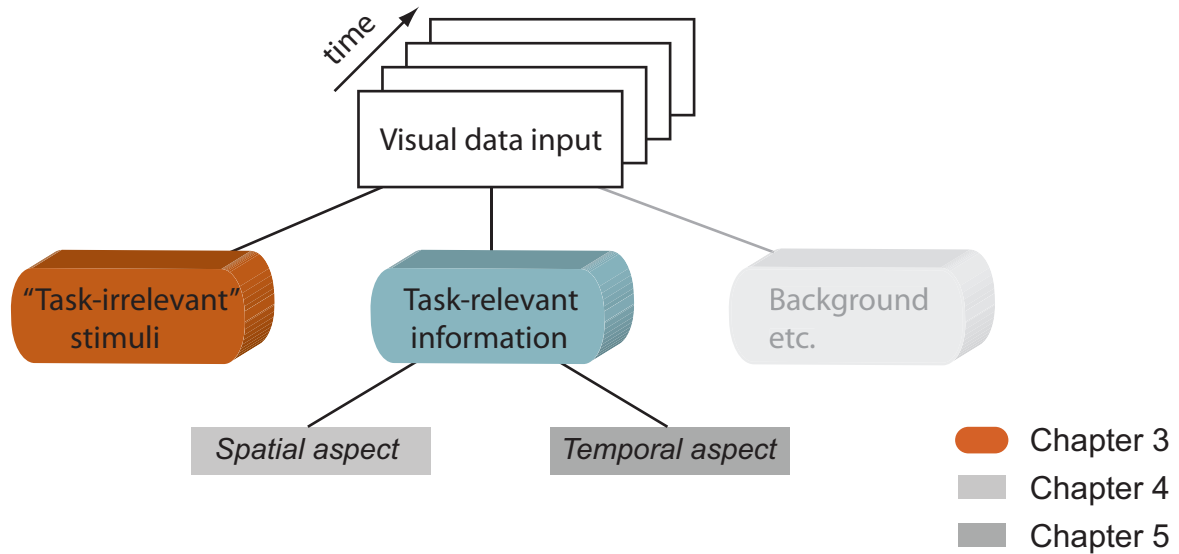 time
Visual data input
“Task-irrelevant”
stimuli
Task-relevant
information
Background
etc.
Spatial aspect
Temporal aspect
Chapter 3
Chapter 4
Chapter 5